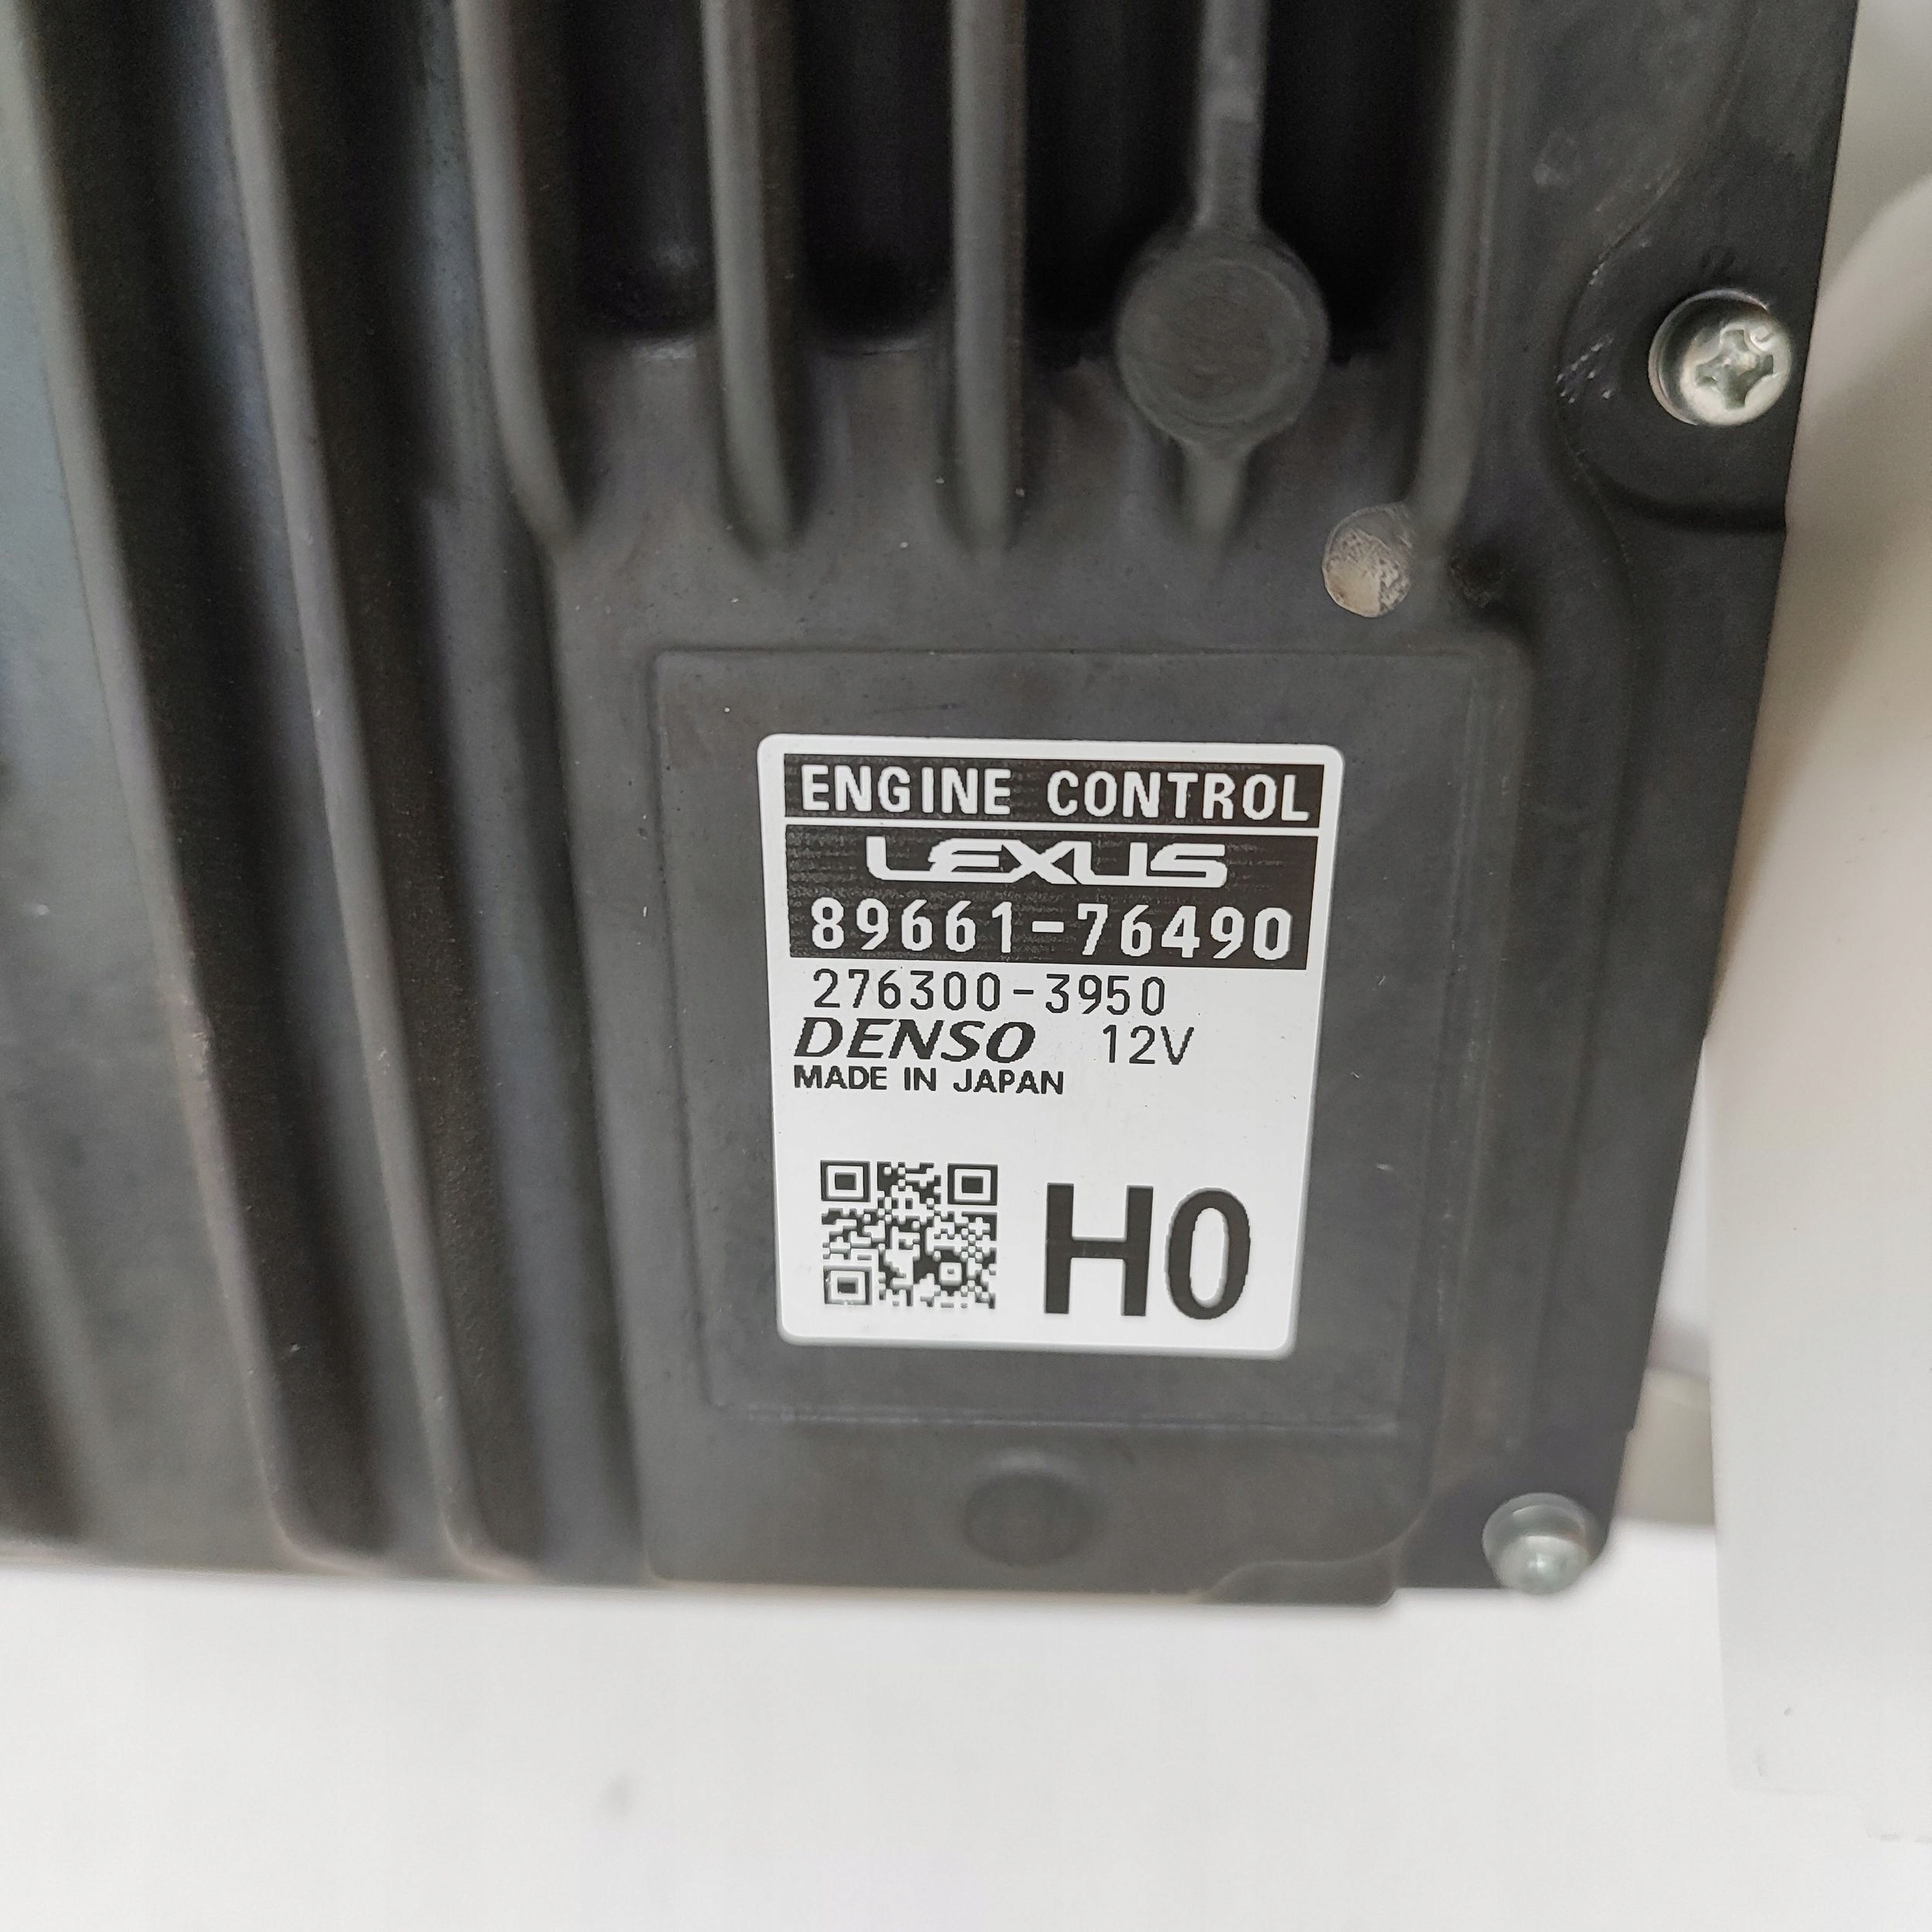 ENGINE CONTROL
LEXUS
89661-76490
276300-3950
DENSO 12V
MADE IN JAPAN
H0